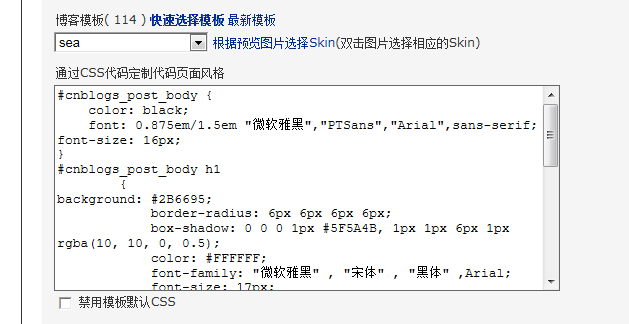 博客模板( 114 ) 快速选择模板 最新模板
sea 根据预览图片选择Skin(双击图片选择相应的Skin)
通过CSS代码定制代码页面风格
#cnblogs_post_body {
color: black;
font: 0.875em/1.5em "微软雅黑","PTSans","Arial",sans-serif;
font-size: 16px;
}
#cnblogs_post_body h1
{
background: #2B6695;
border-radius: 6px 6px 6px 6px;
box-shadow: 0 0 0 1px #5F5A4B, 1px 1px 6px 1px
rgba(10, 10, 0, 0.5);
color: #FFFFFF;
font-family: "微软雅黑" , "宋体" , "黑体" ,Arial;
font-size: 17px;
禁用模板默认CSS